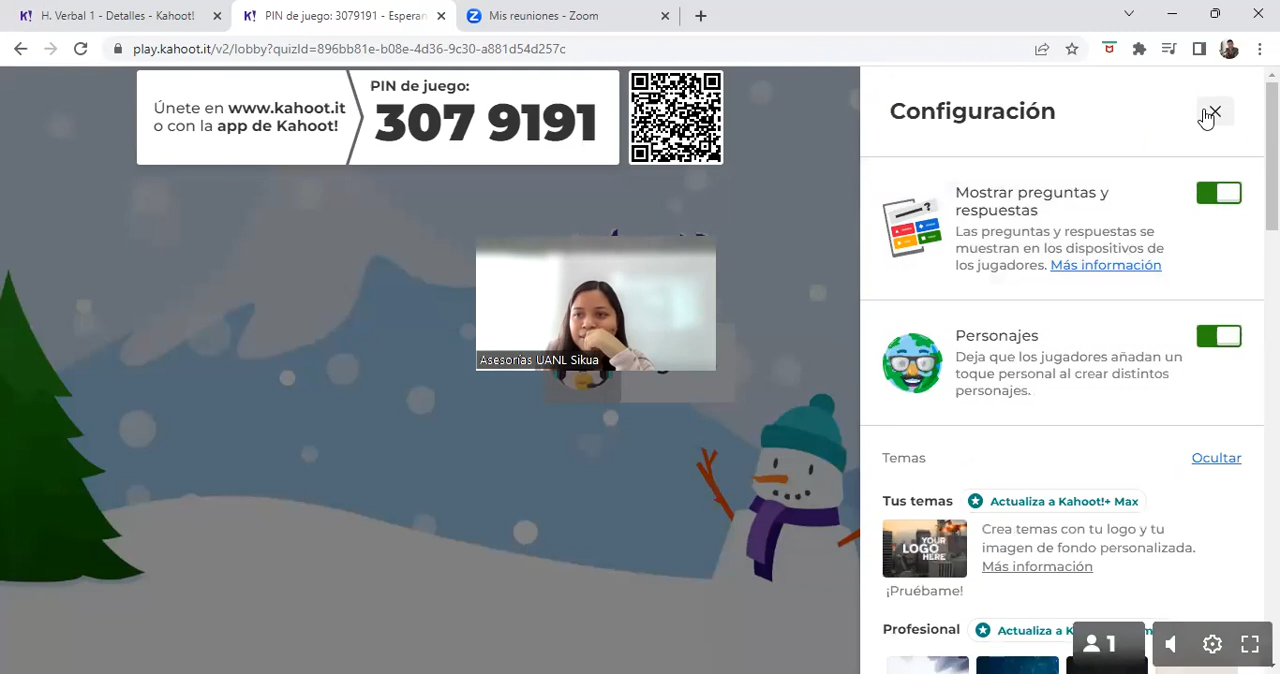 H. Verbal 1 - Detalles - Kahoot!
PIN de juego: 3079191 - Esperan
Mis reuniones - Zoom
play.kahoot.it/v2/lobby?quizId=896bb81e-b08e-4d36-9c30-a881d54d257c
Únete en www.kahoot.it
o con la app de Kahoot!
PIN de juego:
307 9191
Asesorías UANL Sikua
Configuración
Mostrar preguntas y
respuestas
Las preguntas y respuestas se
muestran en los dispositivos de
los jugadores. Más información
Personajes
Deja que los jugadores añadan un
toque personal al crear distintos
personajes.
Temas
Ocultar
Tus temas
Actualiza a Kahoot!+ Max
YOUR
LOGO
HERE
Crea temas con tu logo y tu
imagen de fondo personalizada.
Más información
¡Pruébame!
Profesional
Actualiza a K
1